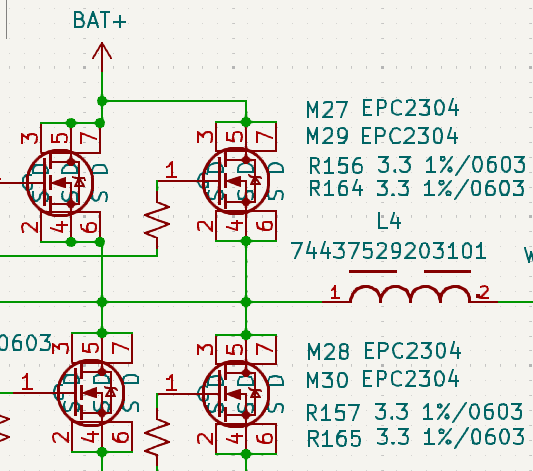 BAT+
3 5 7 3 5 7
M27 EPC2304
M29 EPC2304
D D 1 D D
R156 3.3 1%/0603
G S S G S S
R164 3.3 1%/0603
2 4 6 2 4 6
L4
74437529203101
1 2
0603
3 5 7 3 5 7
M28 EPC2304
M30 EPC2304
1 D D 1 D D
G S S G S S
R157 3.3 1%/0603
2 4 6 2 4 6
R165 3.3 1%/0603